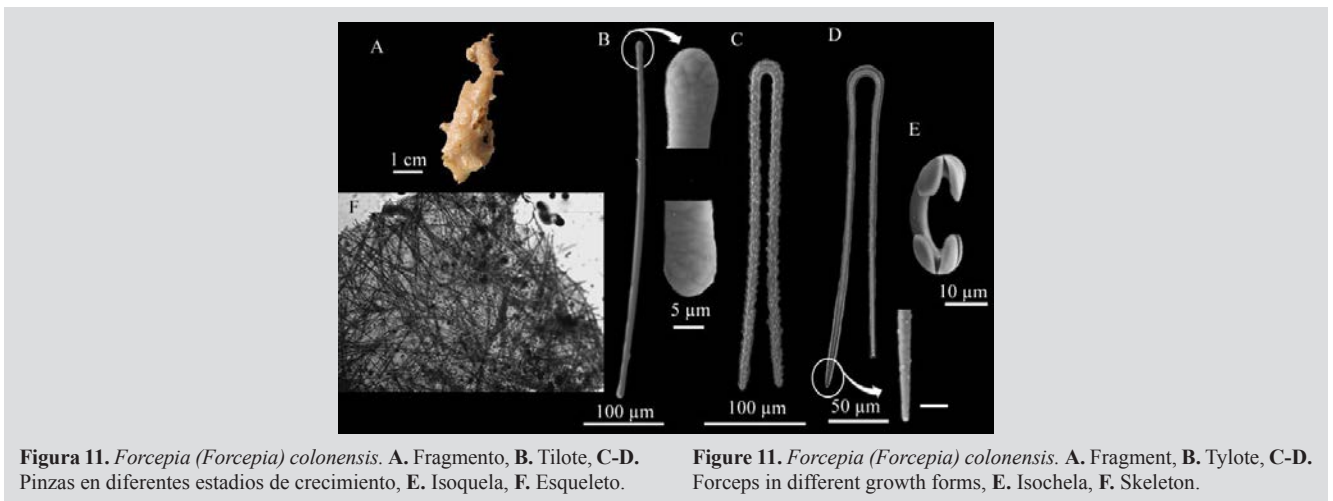 A
B
C
D
E
F
1 cm
5 µm
10 µm
100 µm
100 µm
50 µm
Figura 11. Forcepia (Forcepia) colonensis. A. Fragmento, B. Tilote, C-D.
Pinzas en diferentes estadios de crecimiento, E. Isoquela, F. Esqueleto.
Figure 11. Forcepia (Forcepia) colonensis. A. Fragment, B. Tylote, C-D.
Forceps in different growth forms, E. Isochela, F. Skeleton.